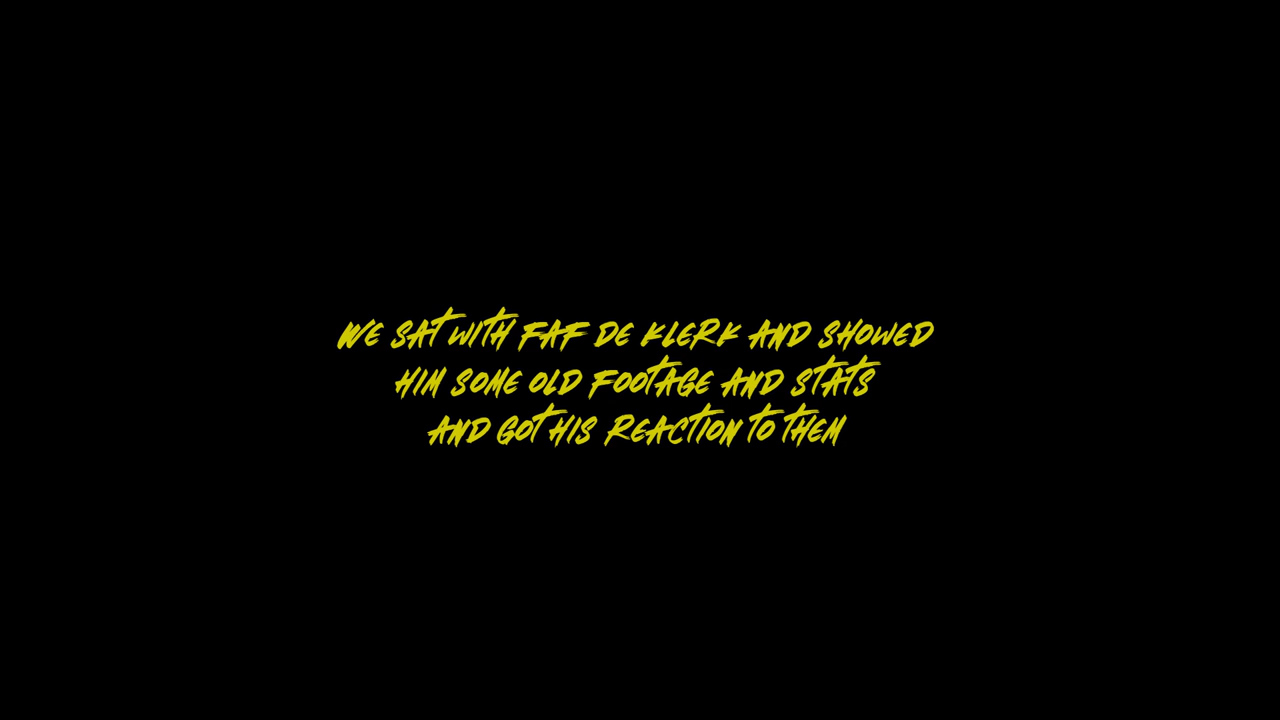 WE SAT WITH FAF DE KLERK AND SHOWED
HIM SOME OLD FOOTAGE AND STATS
AND GOT HIS REACTION TO THEM